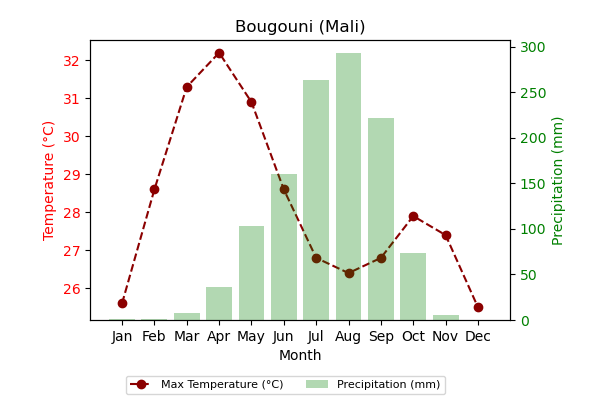 Bougouni (Mali)
32
31
30
29
28
27
26
Temperature (°C)
300
250
200
150
100
50
0
Precipitation (mm)
Jan Feb Mar Apr May Jun Jul Aug Sep Oct Nov Dec
Month
Max Temperature (°C) Precipitation (mm)